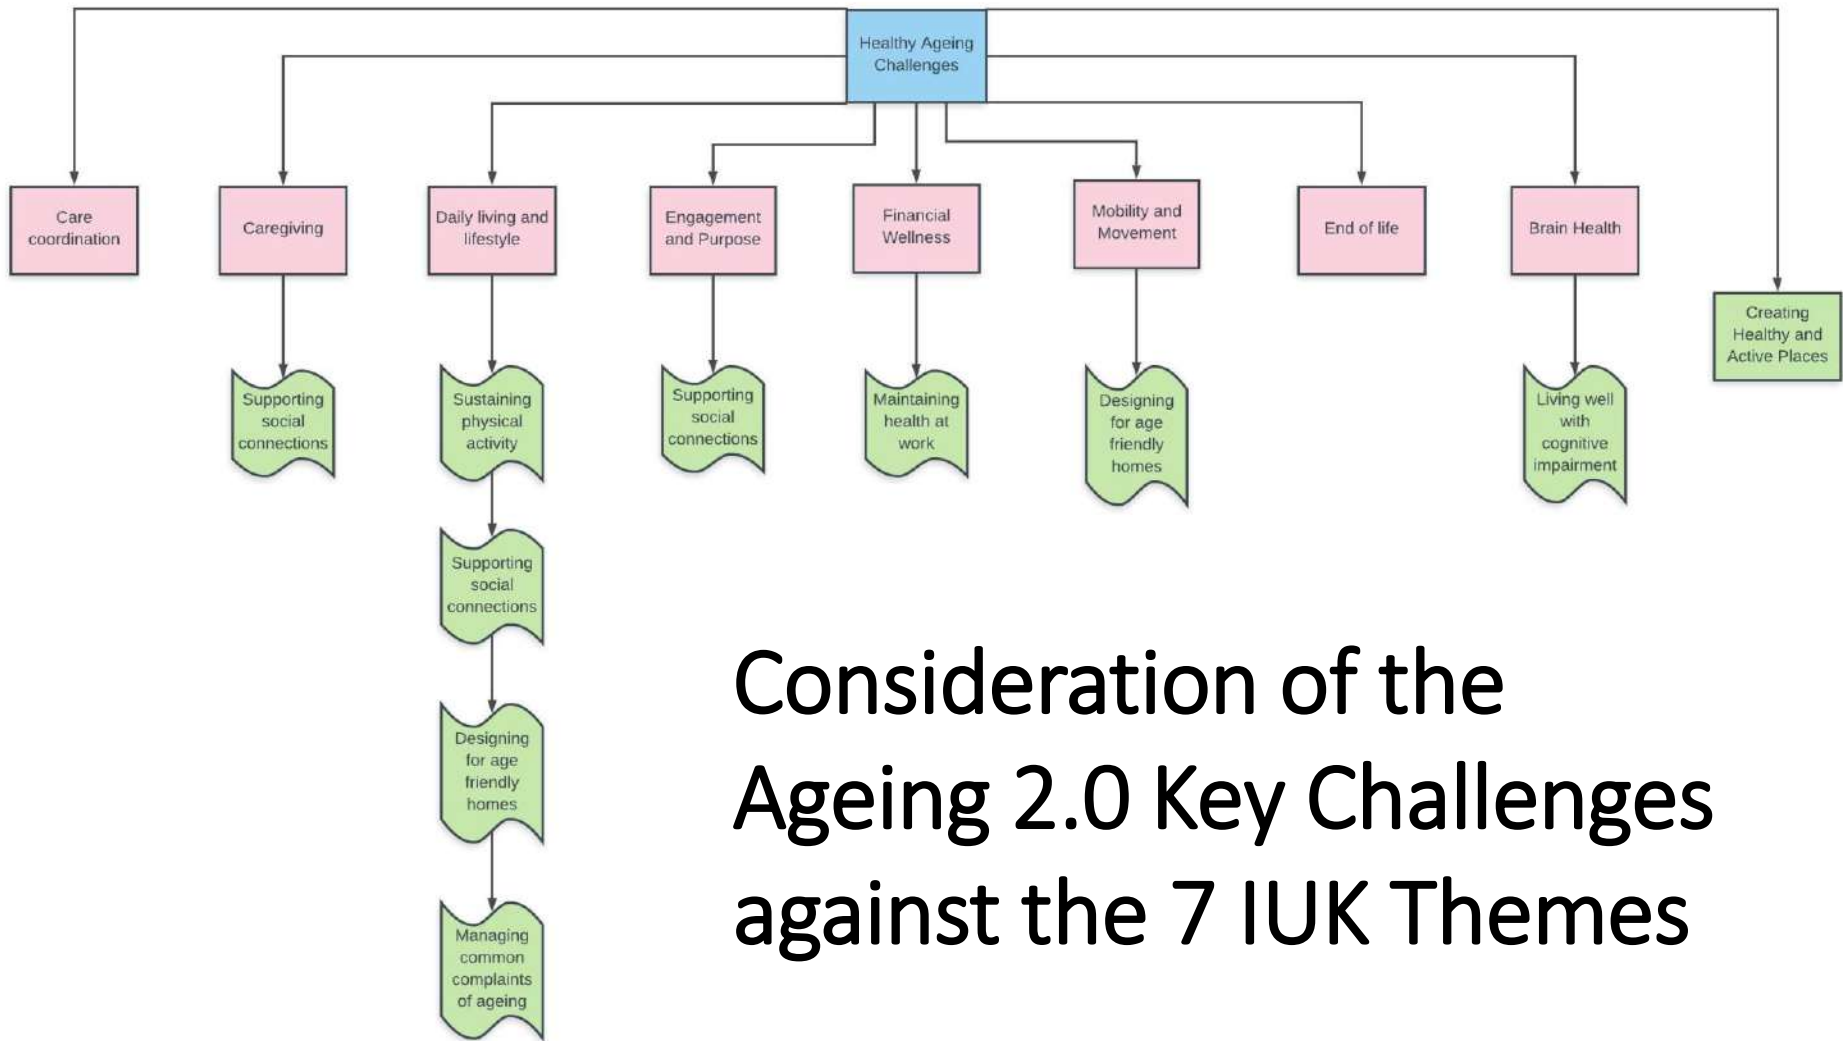 Healthy Ageing
Challenges
Care
coordination
Caregiving
Daily living and
lifestyle
Engagement
and Purpose
Financial
Wellness
Mobility and
Movement
End of life
Brain Health
Creating
Healthy and
Active Places
Supporting
social
connections
Sustaining
physical
activity
Supporting
social
connections
Maintaining
health at
work
Designing
for age
friendly
homes
Living well
with
cognitive
impairment
Supporting
social
connections
Designing
for age
friendly
homes
Managing
common
complaints
of ageing
Consideration of the
Ageing 2.0 Key Challenges
against the 7 IUK Themes